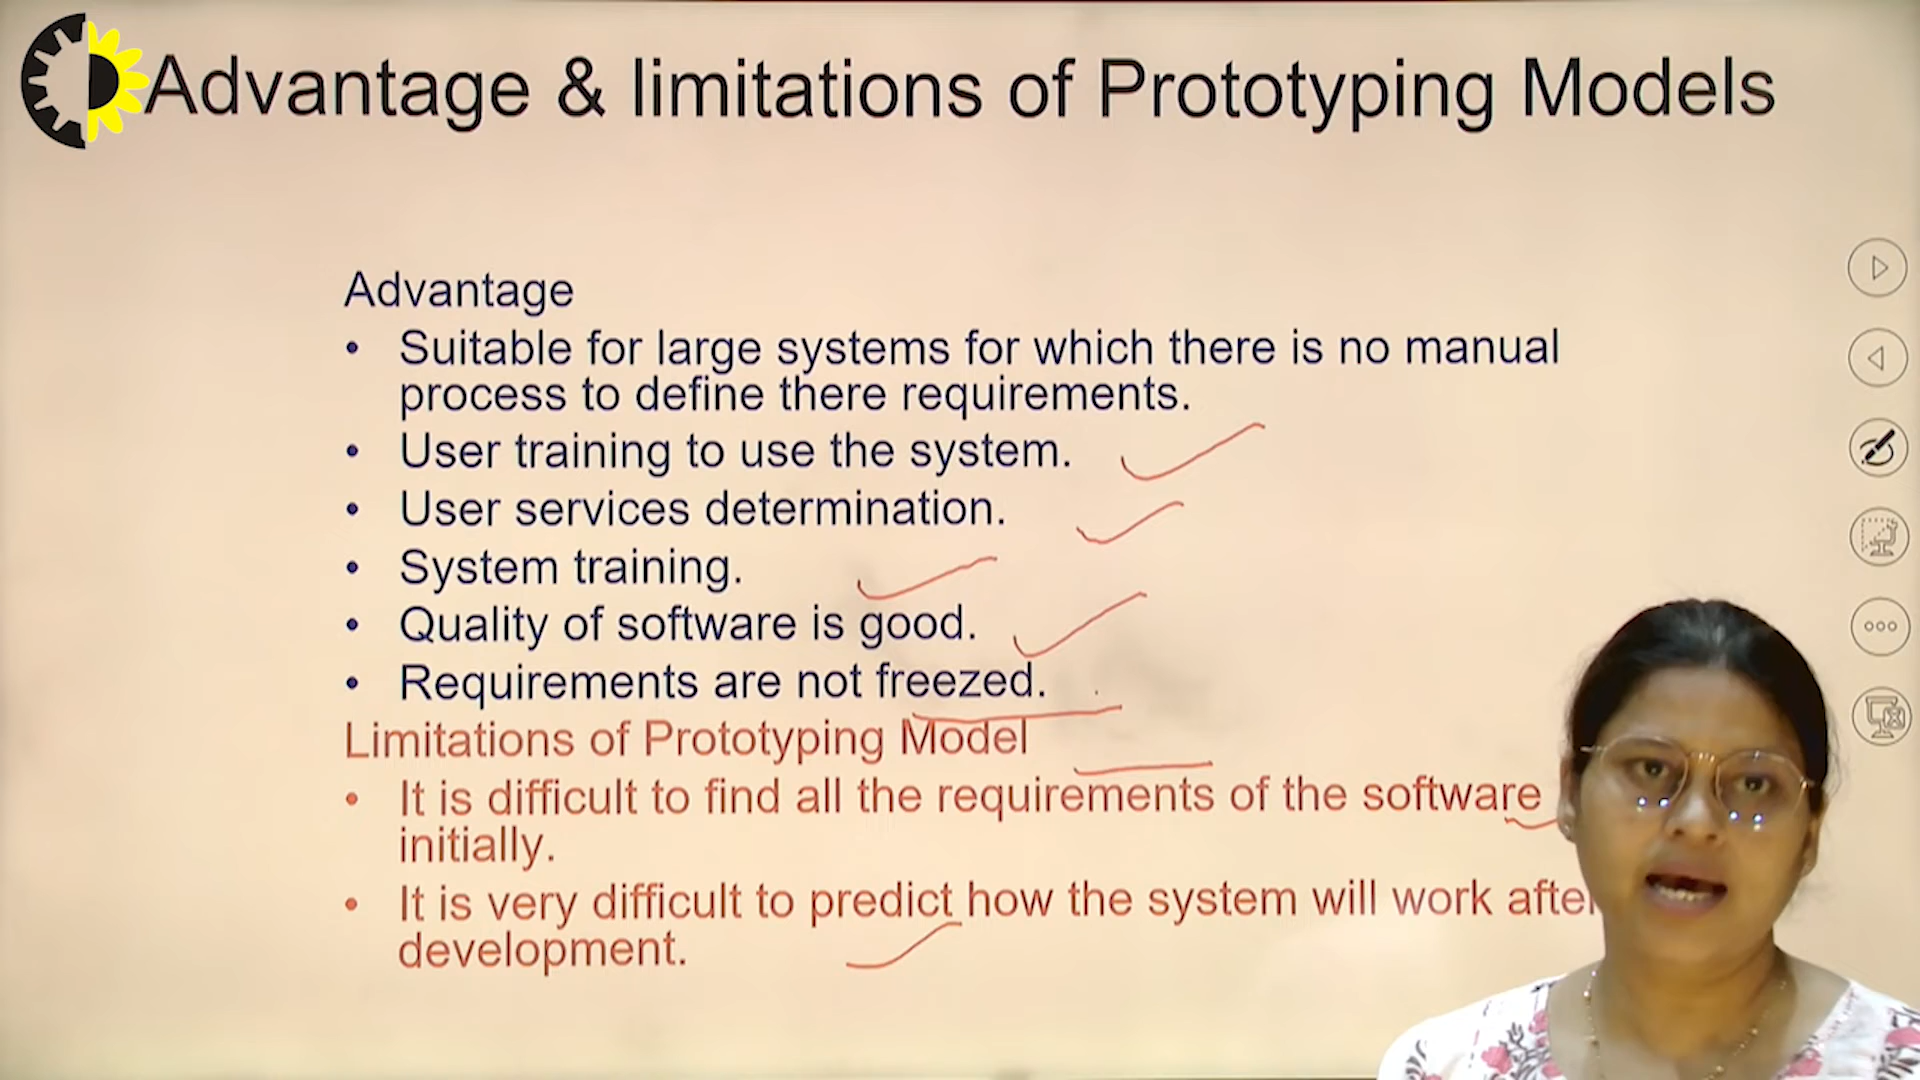 Advantage & limitations of Prototyping Models
Advantage
• Suitable for large systems for which there is no manual
process to define there requirements.
• User training to use the system.
• User services determination.
• System training.
• Quality of software is good.
• Requirements are not freezed.
Limitations of Prototyping Model
• It is difficult to find all the requirements of the software
initially.
• It is very difficult to predict how the system will work after
development.